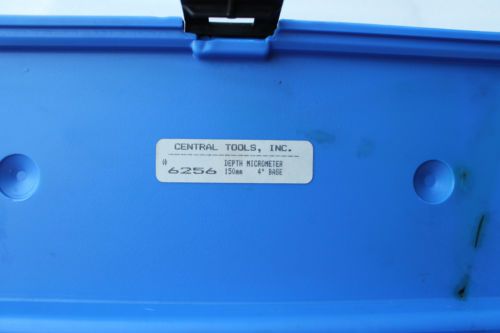 CENTRAL TOOLS, INC.
# DEPTH MICROMETER
6256 150mm 4" BASE